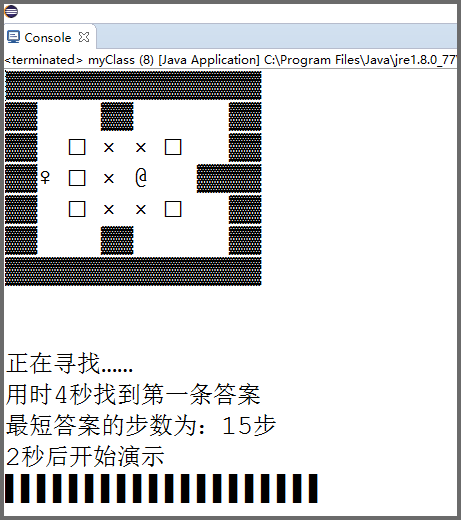 Console
<terminated> myClass (8) [Java Application] C:\Program Files\Java\jre1.8.0_77\
□ × × □
♀ □ × @
□ × × □
正在寻找……
用时4秒找到第一条答案
最短答案的步数为：15步
2秒后开始演示